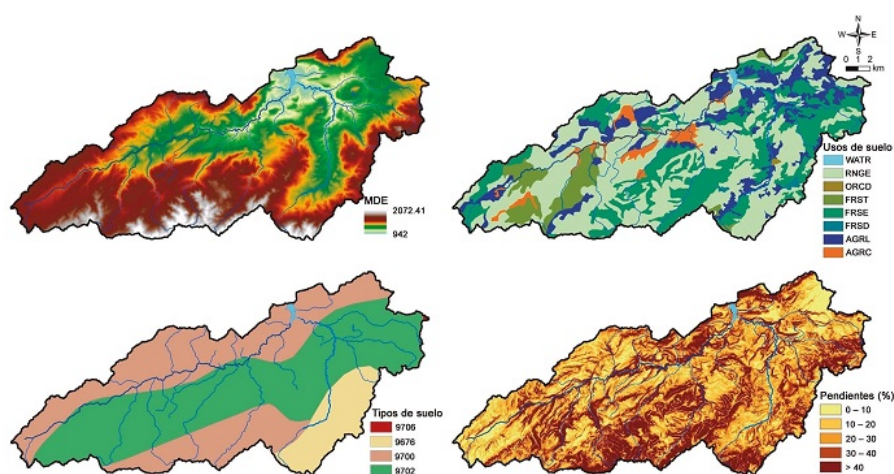 MDE
2072.41
942
N
W E
S
0 1 2
km
Usos de suelo
WATR
RNGE
ORCD
FRST
FRSE
FRSD
AGRL
AGRC
Tipos de suelo
9706
9676
9700
9702
Pendientes (%)
0 – 10
10 – 20
20 – 30
30 – 40
> 40